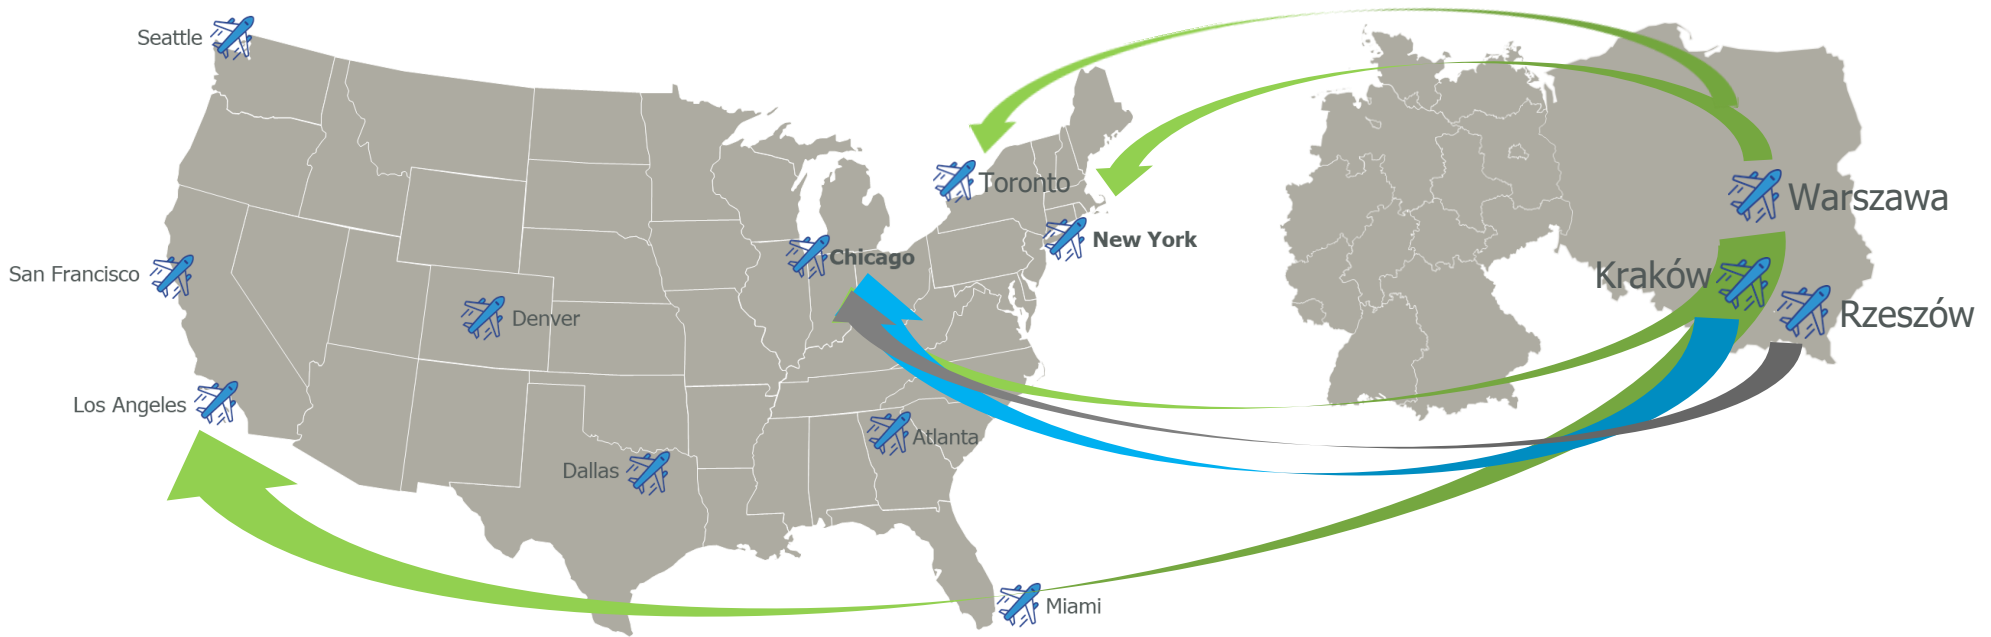 Seattle
Toronto
Warszawa
New York
Chicago
San Francisco
Kraków
Denver
Rzeszów
Los Angeles
Atlanta
Dallas
Miami